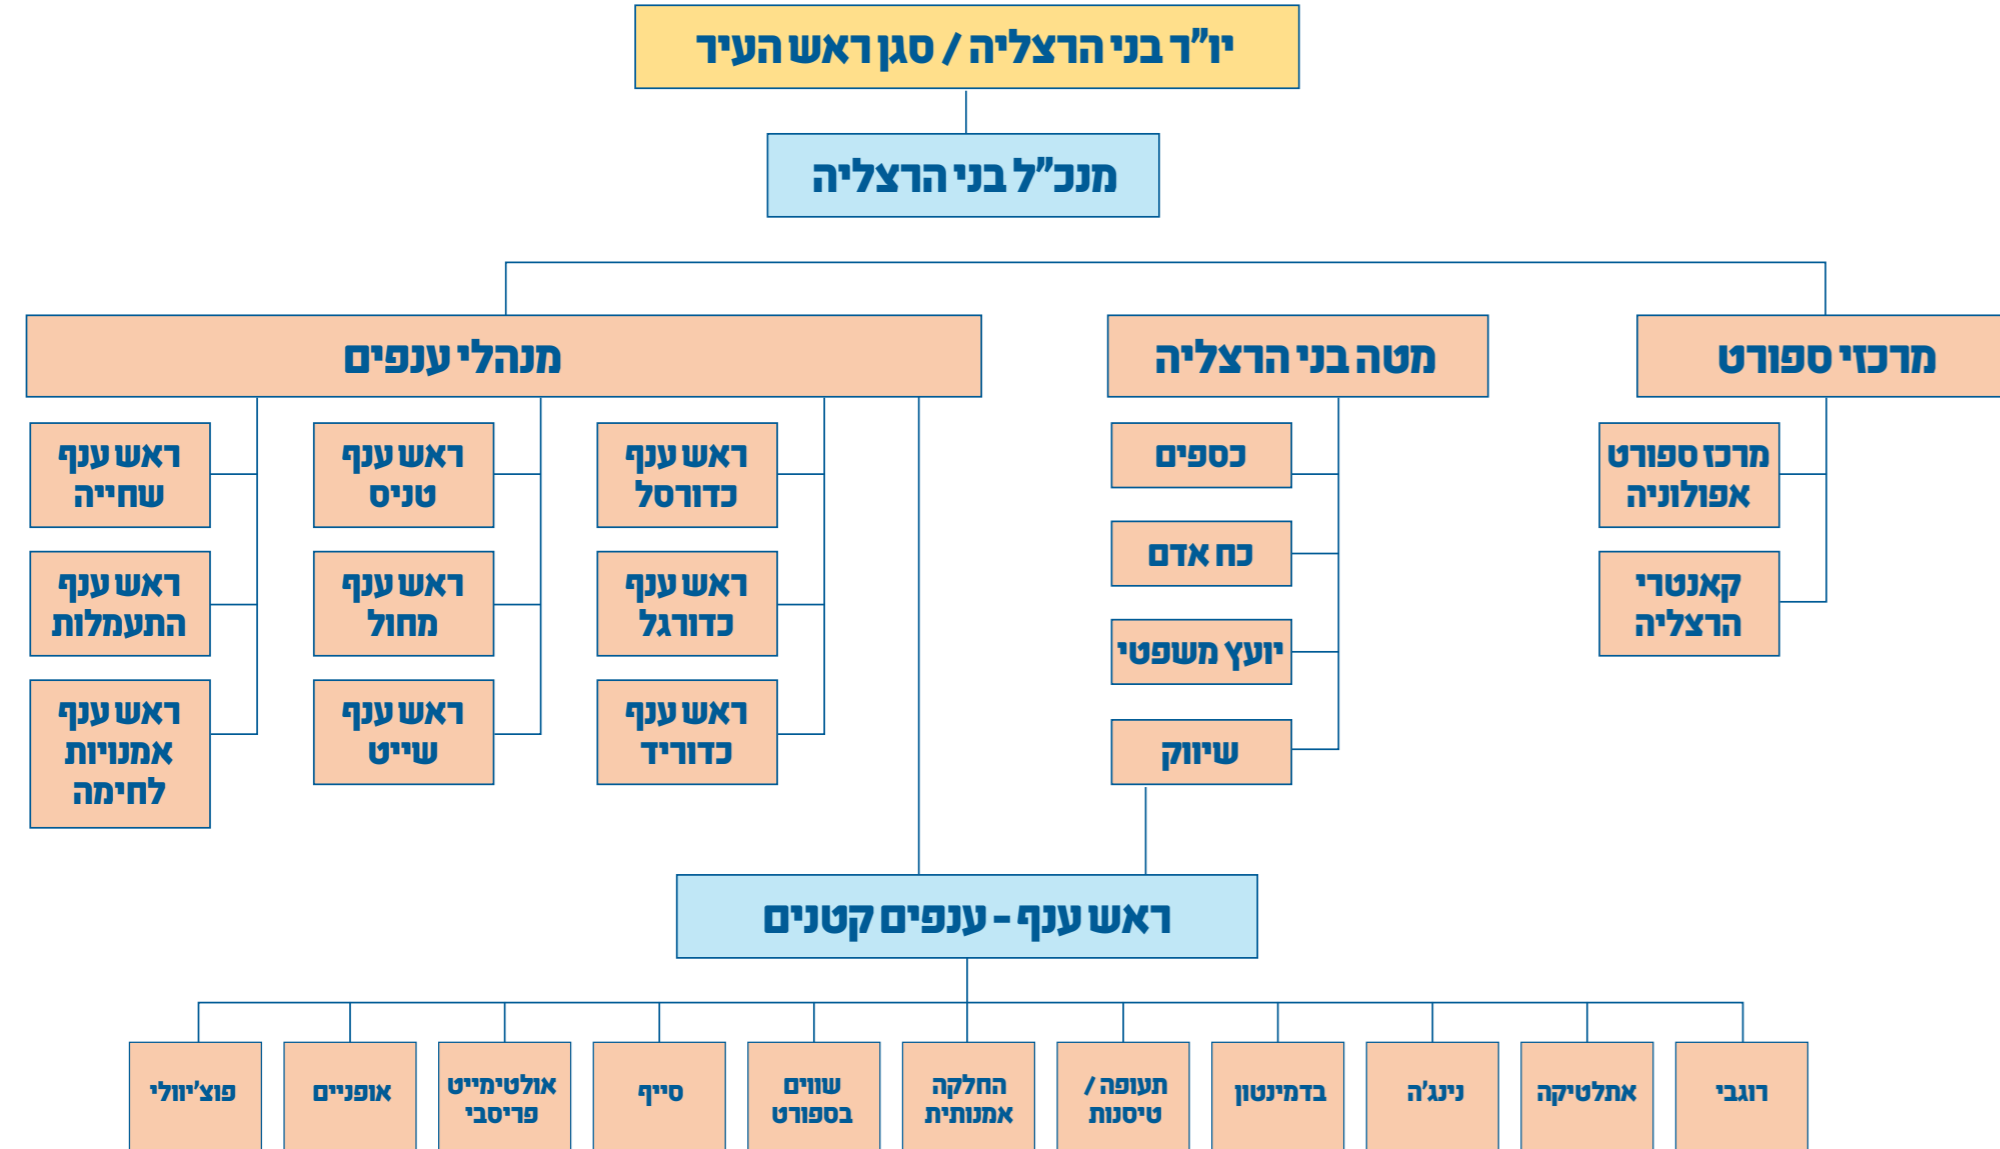 יו"ר בני הרצליה / סגן ראש העיר
מנכ"ל בני הרצליה
מרכזי ספורט
מטה בני הרצליה
מנהלי ענפים
מרכז ספורט
אפולוניה
קאנטרי
הרצליה
כספים
כח אדם
יועץ משפטי
שיווק
ראש ענף
כדורסל
ראש ענף
כדורגל
ראש ענף
כדוריד
ראש ענף
טניס
ראש ענף
מחול
ראש ענף
שייט
ראש ענף
שחייה
ראש ענף
התעמלות
ראש ענף
אמנויות
לחימה
ראש ענף - ענפים קטנים
רוגבי
אתלטיקה
נינג'ה
בדמינטון
תעופה /
טיסנות
החלקה
אמנותית
שווים
בספורט
סייף
אולטימייט
פריסבי
אופניים
פוצ'יוולי